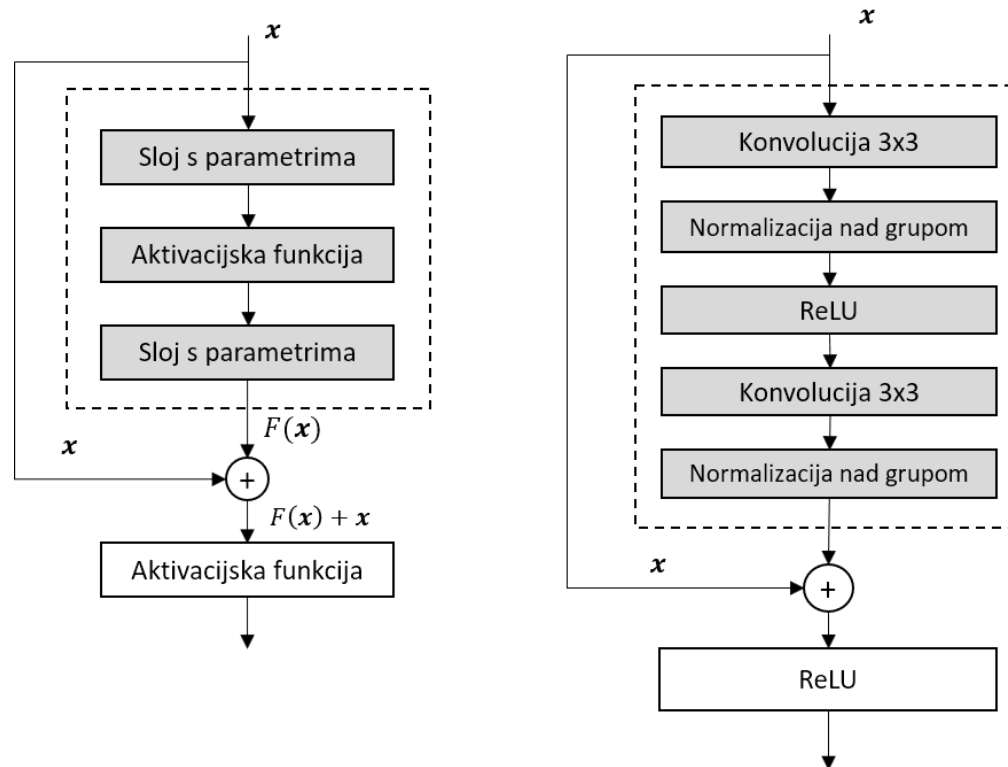 x
Sloj s parametrima
Aktivacijska funkcija
Sloj s parametrima
F(x)
x
+
F(x) + x
Aktivacijska funkcija
x
Konvolucija 3x3
Normalizacija nad grupom
ReLU
Konvolucija 3x3
Normalizacija nad grupom
x
+
ReLU